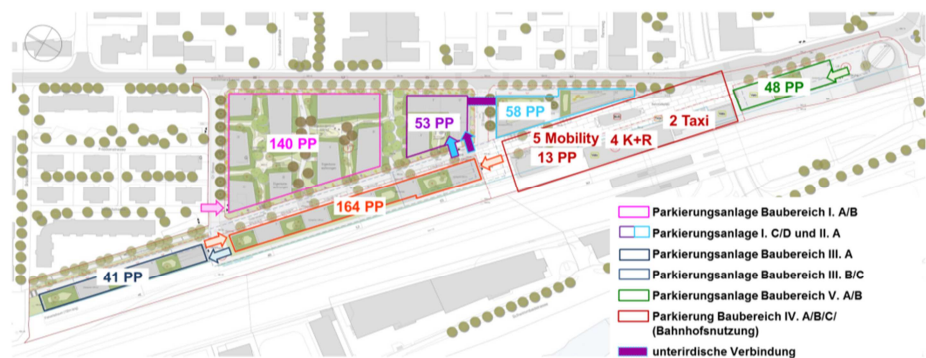 48 PP
53 PP
58 PP
2 Taxi
140 PP
5 Mobility
4 K+R
13 PP
164 PP
41 PP
Parkierungsanlage Baubereich I. A/B
Parkierungsanlage I. C/D und II. A
Parkierungsanlage Baubereich III. A
Parkierungsanlage Baubereich III. B/C
Parkierungsanlage Baubereich V. A/B
Parkierung Baubereich IV. A/B/C/
(Bahnhofsnutzung)
unterirdische Verbindung